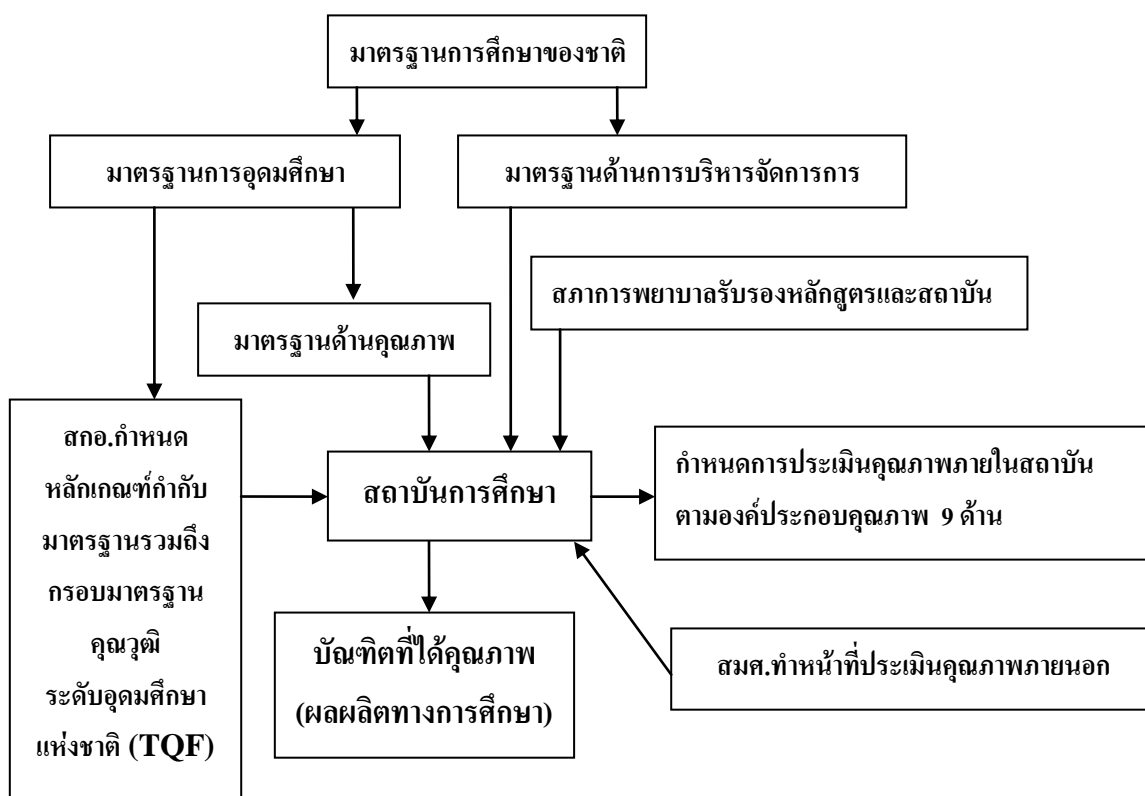 มาตรฐานการศึกษาของชาติ
มาตรฐานการอุดมศึกษา
มาตรฐานด้านการบริหารจัดการการ
สภาการพยาบาลรับรองหลักสูตรและสถาบัน
มาตรฐานด้านคุณภาพ
สกอ.กำหนด
หลักเกณฑ์กำกับ
มาตรฐานรวมถึง
กรอบมาตรฐาน
คุณวุฒิ
ระดับอุดมศึกษา
แห่งชาติ (TQF)
สถาบันการศึกษา
กำหนดการประเมินคุณภาพภายในสถาบัน
ตามองค์ประกอบคุณภาพ 9 ด้าน
บัณฑิตที่ได้คุณภาพ
(ผลผลิตทางการศึกษา)
สมศ.ทำหน้าที่ประเมินคุณภาพภายนอก